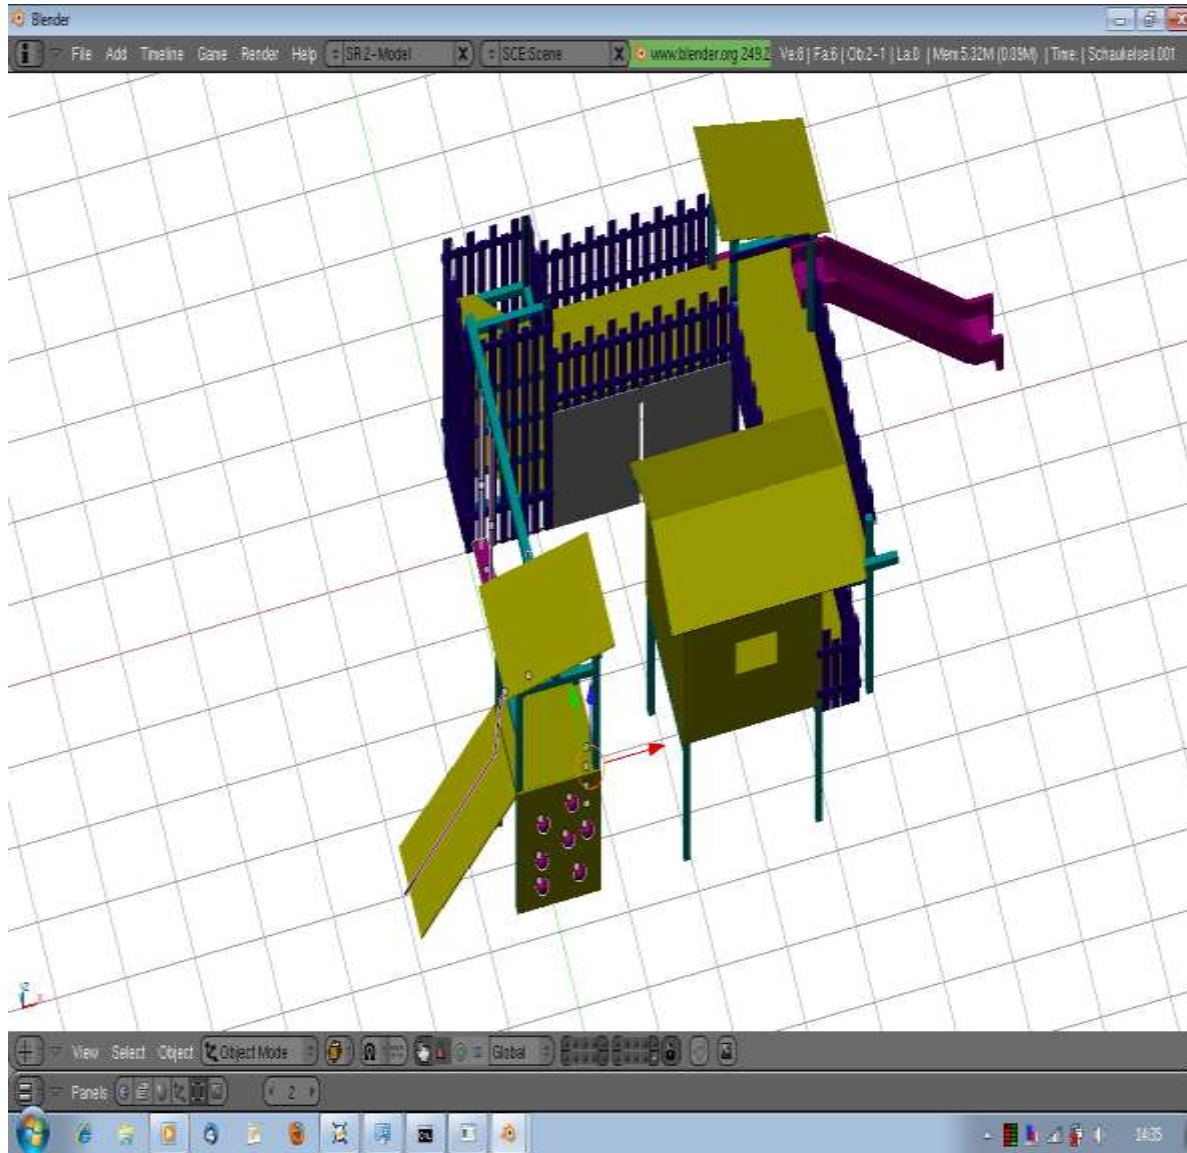 Blender
File Add Timeline Game Render Help SR:2-Model X SCE:Scene X www.blender.org 249.2 Ve:8 | Fa:6 | Ob:2-1 | La:0 | Mem:5.32M (0.09M) | Time: | Schaukelseil.001
z
x
View Select Object Object Mode Global
Panels 2
14:35